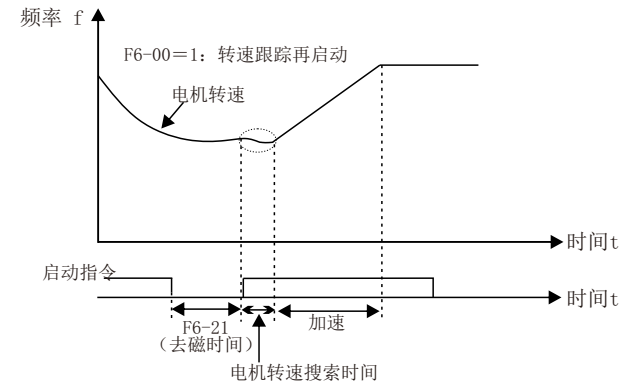 频率 f
F6-00＝1：转速跟踪再启动
电机转速
时间t
启动指令
时间t
F6-21
（去磁时间）
加速
电机转速搜索时间